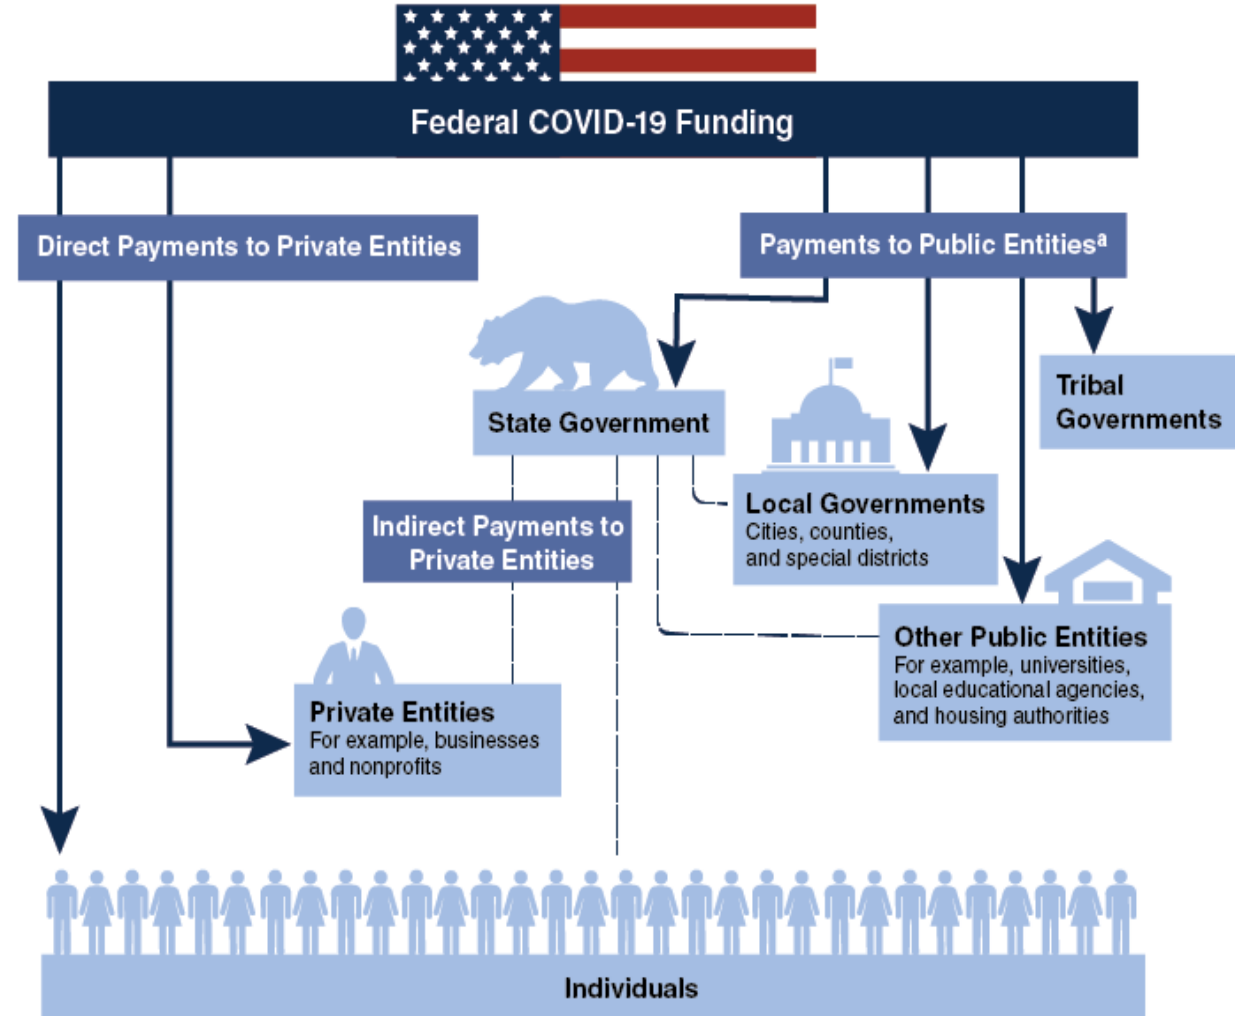 Federal COVID-19 Funding
Direct Payments to Private Entities
Payments to Public Entitiesᵃ
Tribal
Governments
State Government
Local Governments
Cities, counties,
and special districts
Indirect Payments to
Private Entities
Other Public Entities
For example, universities,
local educational agencies,
and housing authorities
Private Entities
For example, businesses
and nonprofits
Individuals